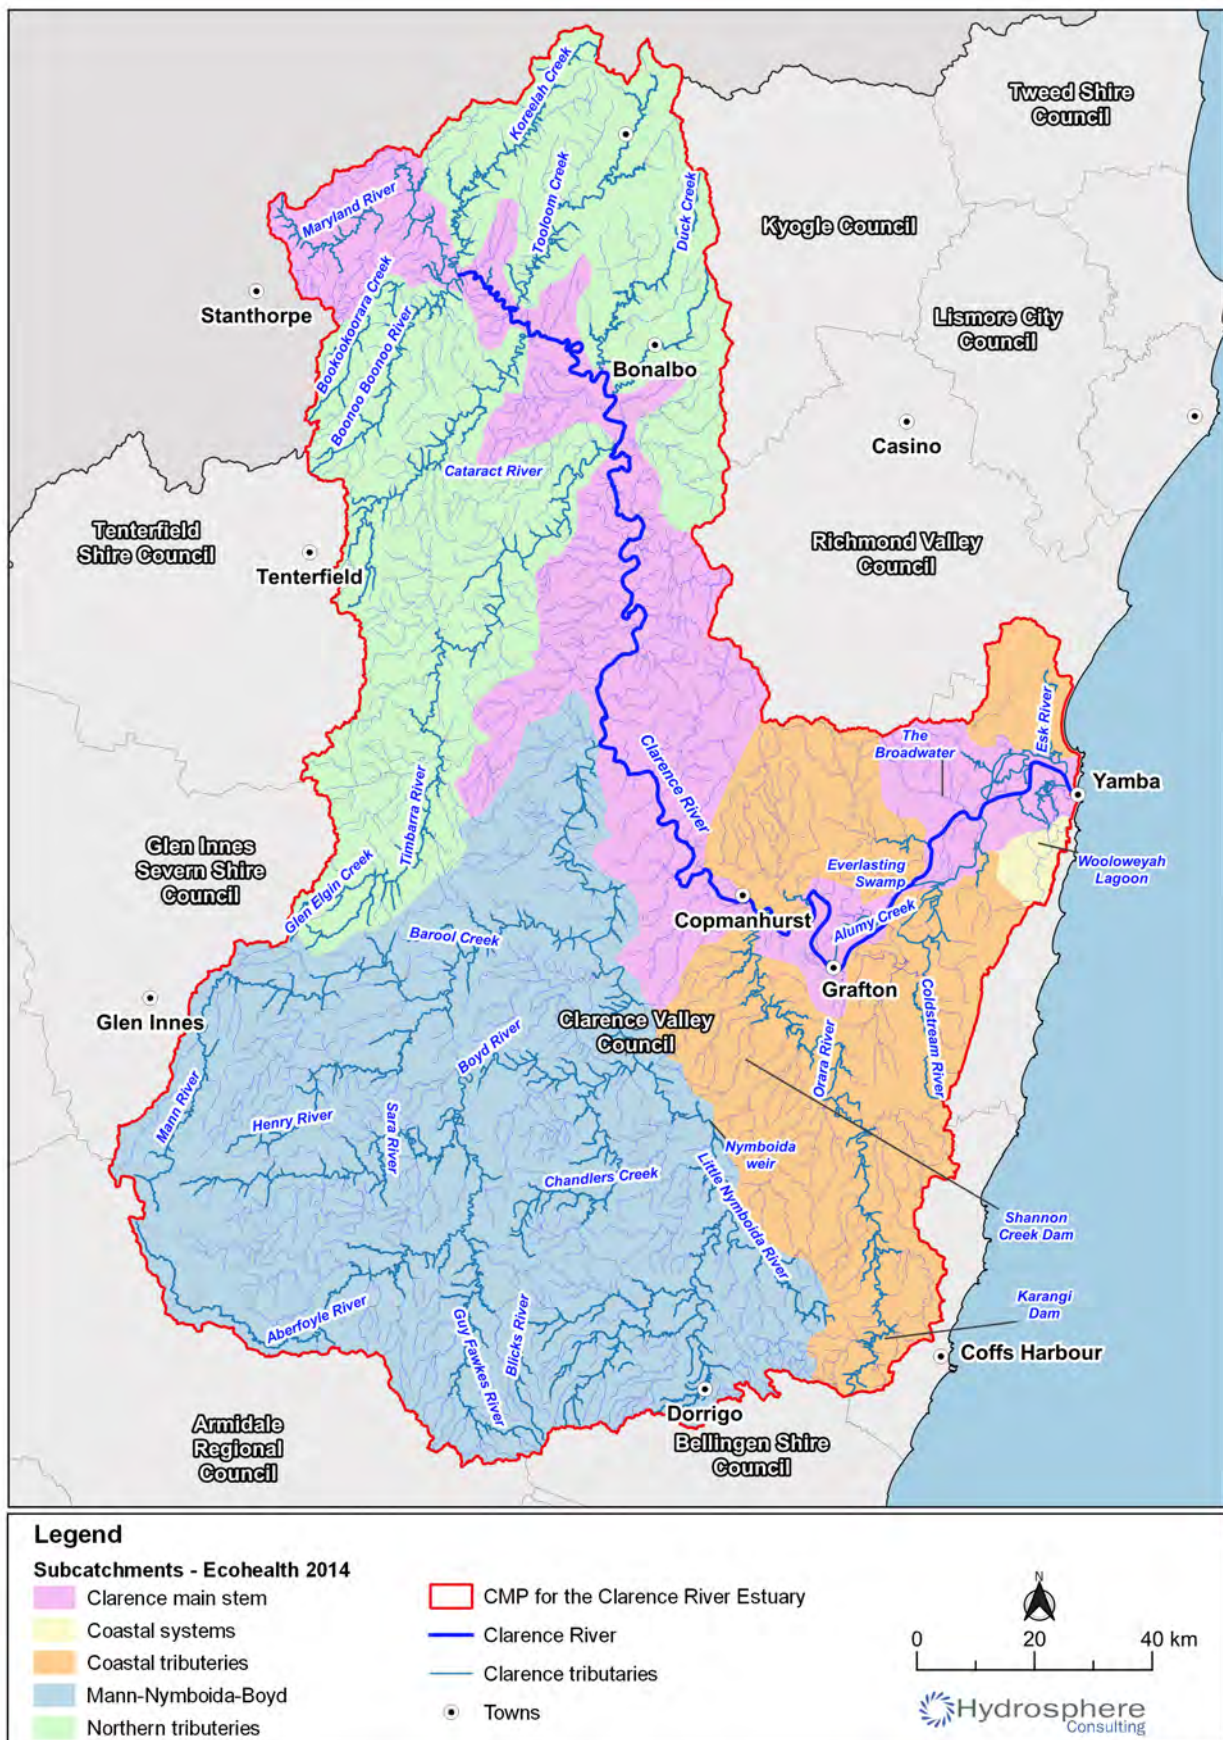 Tweed Shire
Council
Koreelah Creek
Tooloom Creek
Duck Creek
Maryland River
Kyogle Council
Stanthorpe
Bookookoorara Creek
Boonoo Boonoo River
Lismore City
Council
Bonalbo
Casino
Cataract River
Tenterfield
Shire Council
Tenterfield
Richmond Valley
Council
Esk River
The
Broadwater
Clarence River
Yamba
Timbarra River
Glen Innes
Severn Shire
Council
Everlasting
Swamp
Wooloweyah
Lagoon
Glen Elgin Creek
Copmanhurst
Alumy Creek
Barool Creek
Grafton
Glen Innes
Clarence Valley
Council
Coldstream River
Boyd River
Orara River
Mann River
Henry River
Sara River
Nymboida
weir
Chandlers Creek
Little Nymboida River
Shannon
Creek Dam
Karangi
Dam
Aberfoyle River
Guy Fawkes River
Blicks River
Coffs Harbour
Dorrigo
Armidale
Regional
Council
Bellingen Shire
Council
Legend
Subcatchments - Ecohealth 2014
Clarence main stem
Coastal systems
Coastal tributeries
Mann-Nymboida-Boyd
Northern tributeries
CMP for the Clarence River Estuary
Clarence River
Clarence tributaries
Towns
N
0 20 40 km
Hydrosphere
Consulting